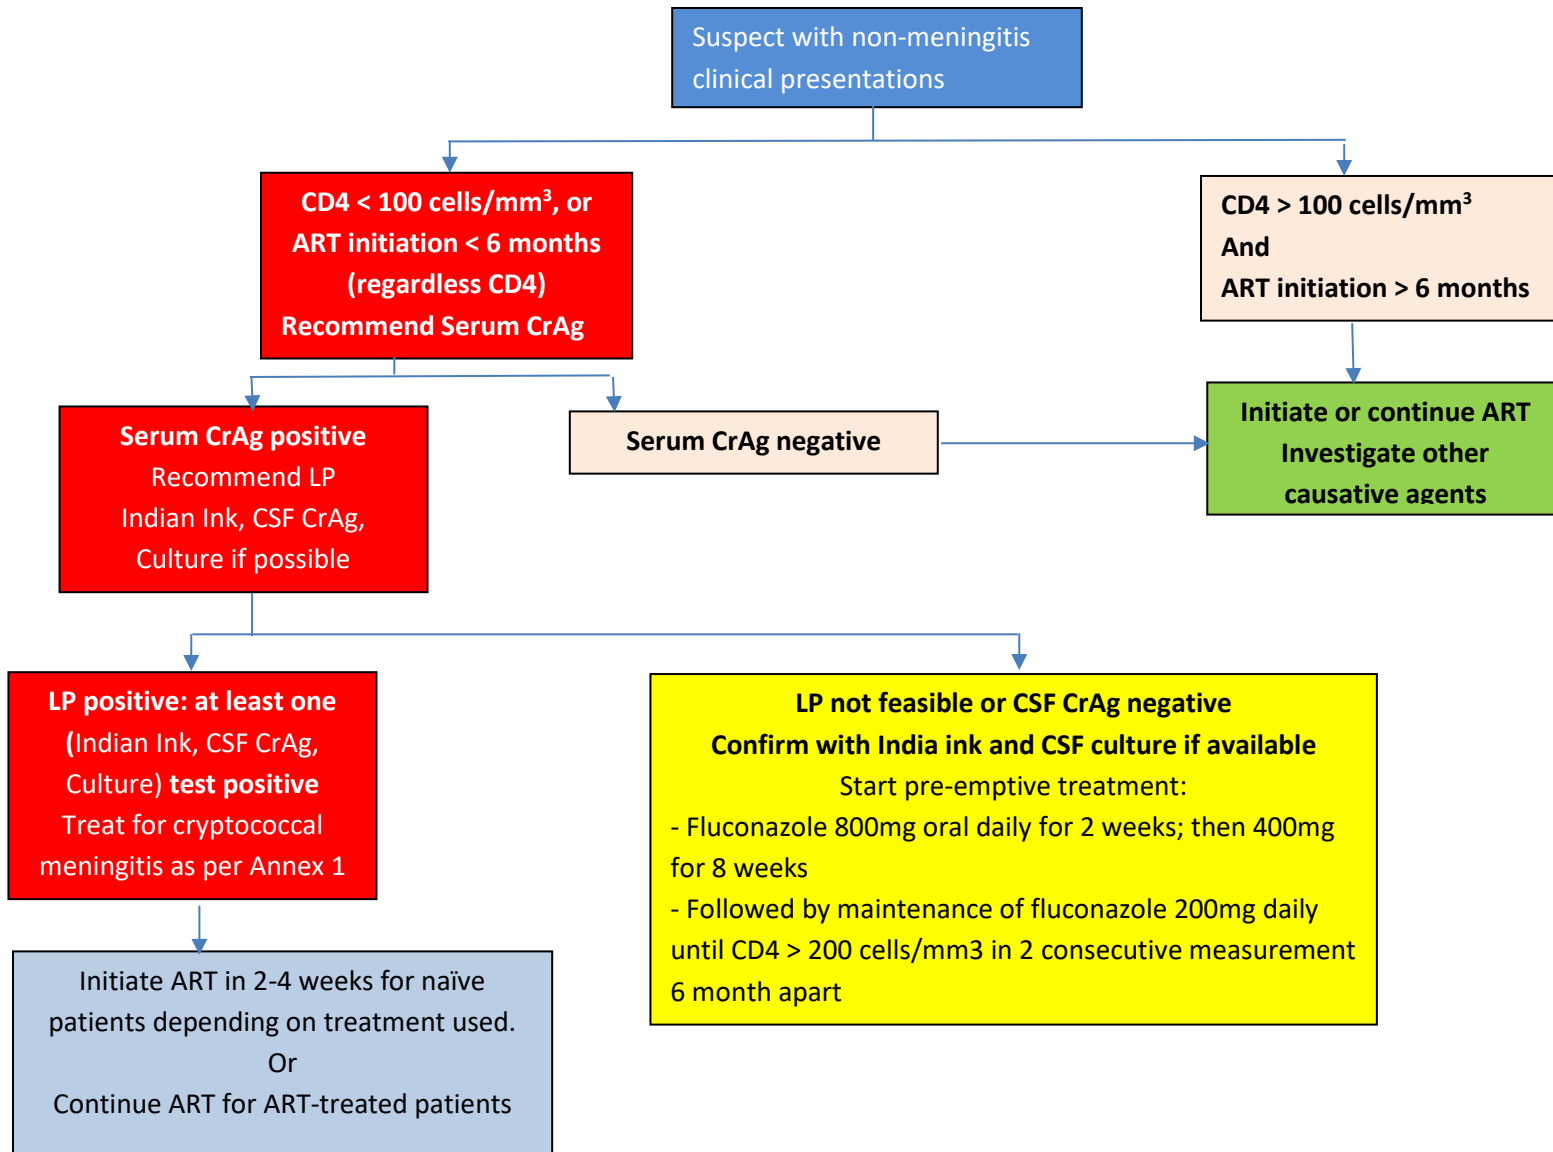 Suspect with non-meningitis
clinical presentations
CD4 < 100 cells/mm³, or
ART initiation < 6 months
(regardless CD4)
Recommend Serum CrAg
CD4 > 100 cells/mm³
And
ART initiation > 6 months
Serum CrAg positive
Recommend LP
Indian Ink, CSF CrAg,
Culture if possible
Serum CrAg negative
Initiate or continue ART
Investigate other
causative agents
LP positive: at least one
(Indian Ink, CSF CrAg,
Culture) test positive
Treat for cryptococcal
meningitis as per Annex 1
LP not feasible or CSF CrAg negative
Confirm with India ink and CSF culture if available
Start pre-emptive treatment:
- Fluconazole 800mg oral daily for 2 weeks; then 400mg
for 8 weeks
- Followed by maintenance of fluconazole 200mg daily
until CD4 > 200 cells/mm3 in 2 consecutive measurement
6 month apart
Initiate ART in 2-4 weeks for naïve
patients depending on treatment used.
Or
Continue ART for ART-treated patients